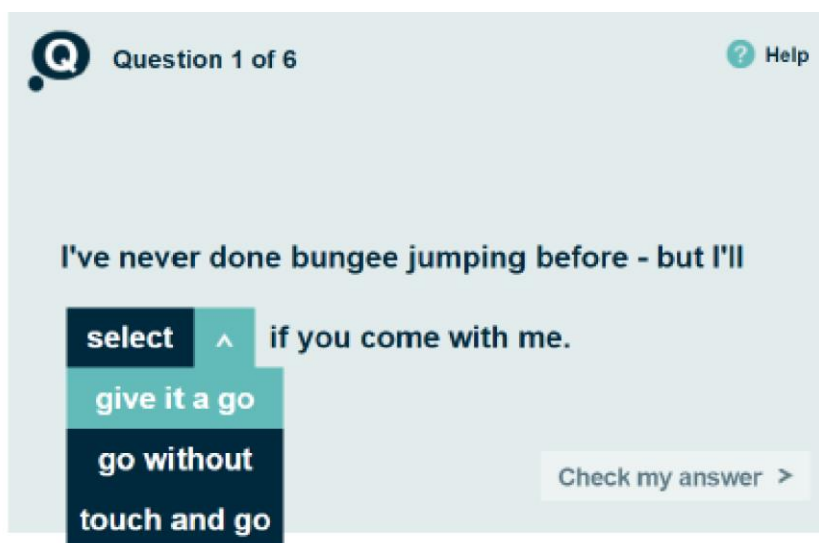 Q Question 1 of 6
? Help
I've never done bungee jumping before - but I'll
select ^ if you come with me.
give it a go
go without
touch and go
Check my answer >